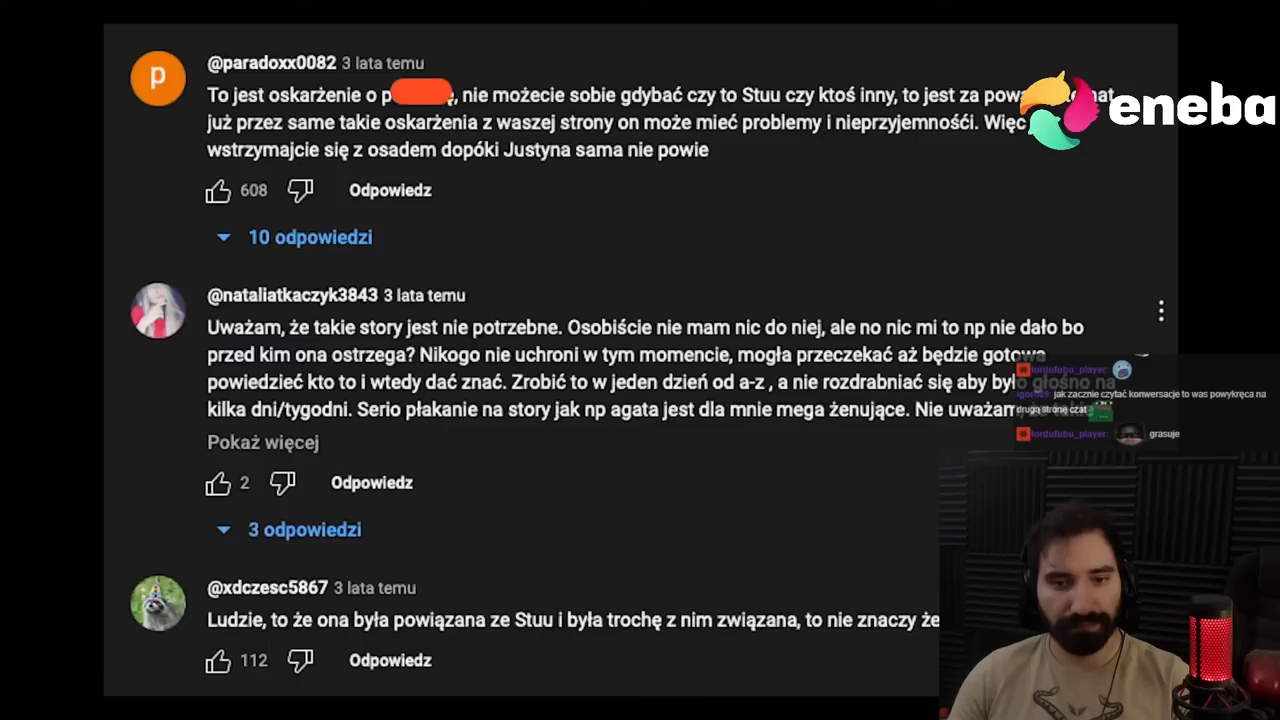 @paradoxx0082 3 lata temu
To jest oskarżenie o p ę, nie możecie sobie gdybać czy to Stuu czy ktoś inny, to jest za
już przez same takie oskarżenia z waszej strony on może mieć problemy i nieprzyjemnośći. Więc
wstrzymajcie się z osadem dopóki Justyna sama nie powie
608 Odpowiedz
10 odpowiedzi
eneba
@nataliatkaczyk3843 3 lata temu
Uważam, że takie story jest nie potrzebne. Osobiście nie mam nic do niej, ale no nic mi to np nie dało bo
przed kim ona ostrzega? Nikogo nie uchroni w tym momencie, mogła przeczekać aż będzie gotowa
powiedzieć kto to i wtedy dać znać. Zrobić to w jeden dzień od a-z , a nie rozdrabniać się aby było głośno na
kilka dni/tygodni. Serio płakanie na story jak np agata jest dla mnie mega żenujące. Nie uważam
Pokaż więcej
2 Odpowiedz
3 odpowiedzi
lordufubu_player:
jak zacznie czytać konwersacje to was powykręca na
drugą stronę czat
lordufubu_player: grasuje
@xdczesc5867 3 lata temu
Ludzie, to że ona była powiązana ze Stuu i była trochę z nim związana, to nie znaczy że
112 Odpowiedz